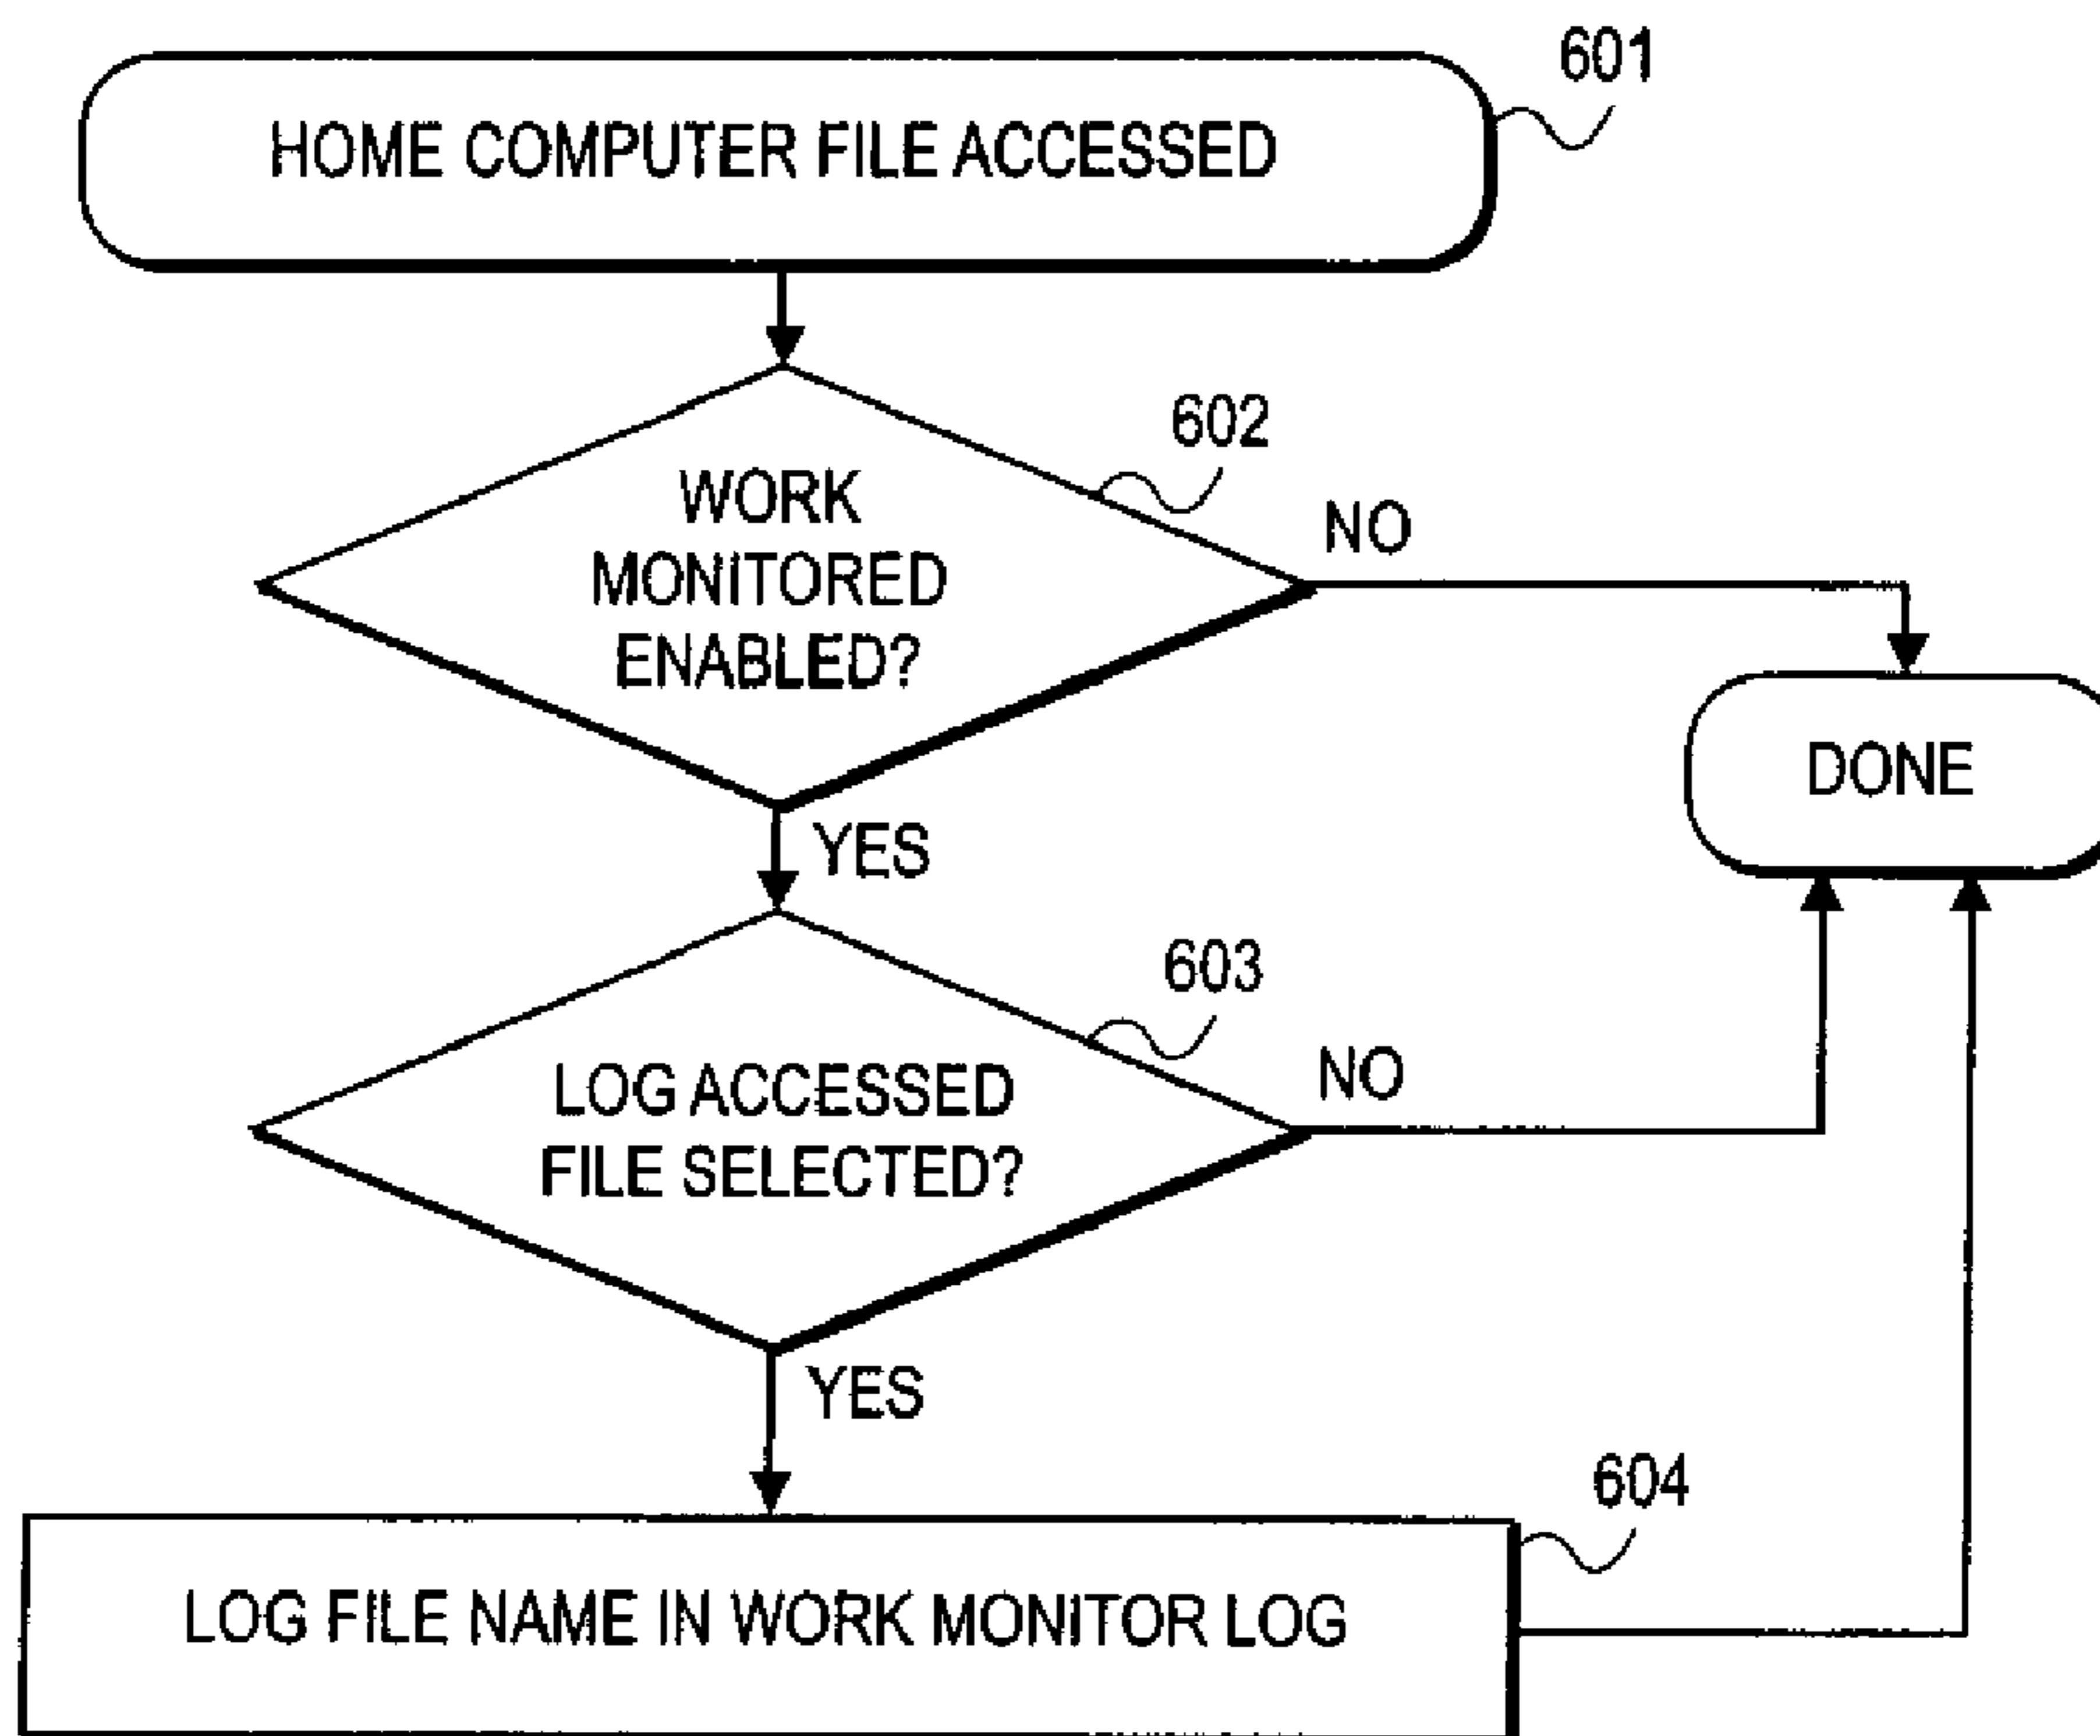 601
HOME COMPUTER FILE ACCESSED
602
WORK
MONITORED
ENABLED?
NO
DONE
YES
603
LOG ACCESSED
FILE SELECTED?
NO
YES
604
LOG FILE NAME IN WORK MONITOR LOG